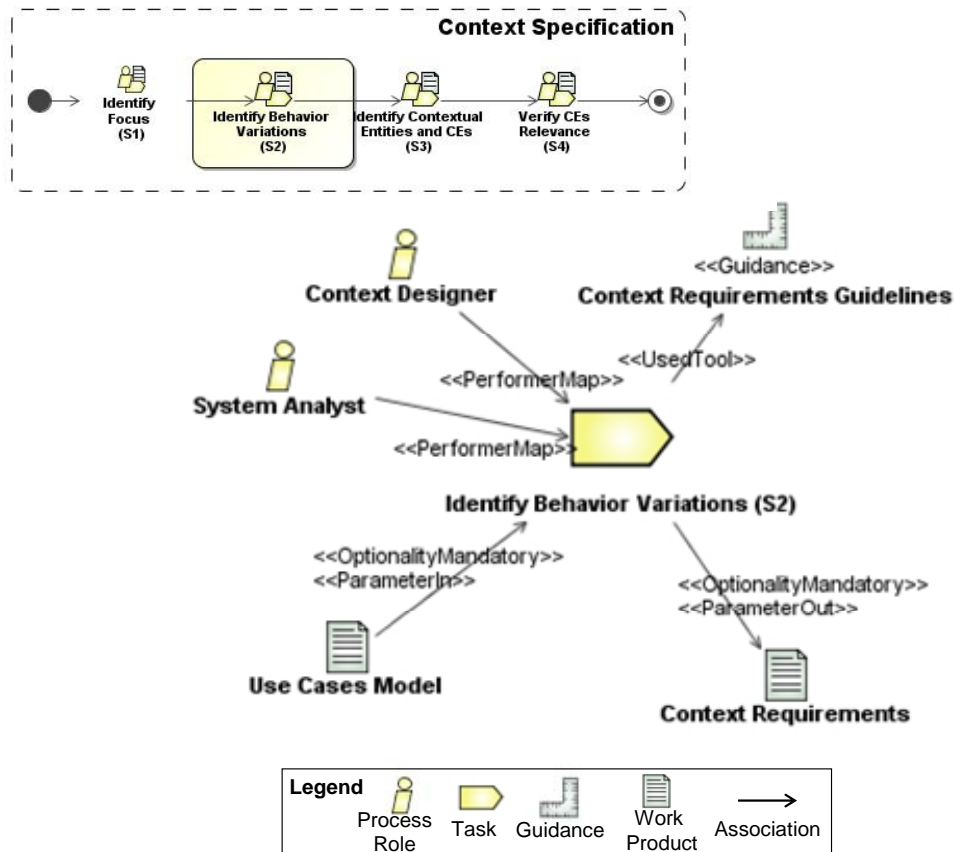 Context Specification
Identify
Focus
(S1)
Identify Behavior
Variations
(S2)
Identify Contextual
Entities and CEs
(S3)
Verify CEs
Relevance
(S4)
Context Designer
<<Guidance>>
Context Requirements Guidelines
<<UsedTool>>
<<PerformerMap>>
System Analyst
<<PerformerMap>>
Identify Behavior Variations (S2)
<<OptionalityMandatory>>
<<ParameterIn>>
<<OptionalityMandatory>>
<<ParameterOut>>
Use Cases Model
Context Requirements
Legend
Process
Role
Task
Guidance
Work
Product
Association